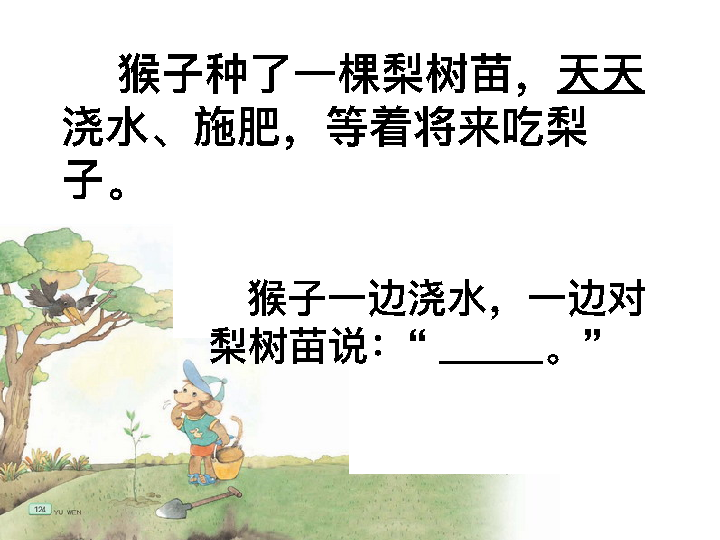 猴子种了一棵梨树苗，天天
浇水、施肥，等着将来吃梨
子。
猴子一边浇水，一边对
梨树苗说：“ _____。”
124 YU WEN